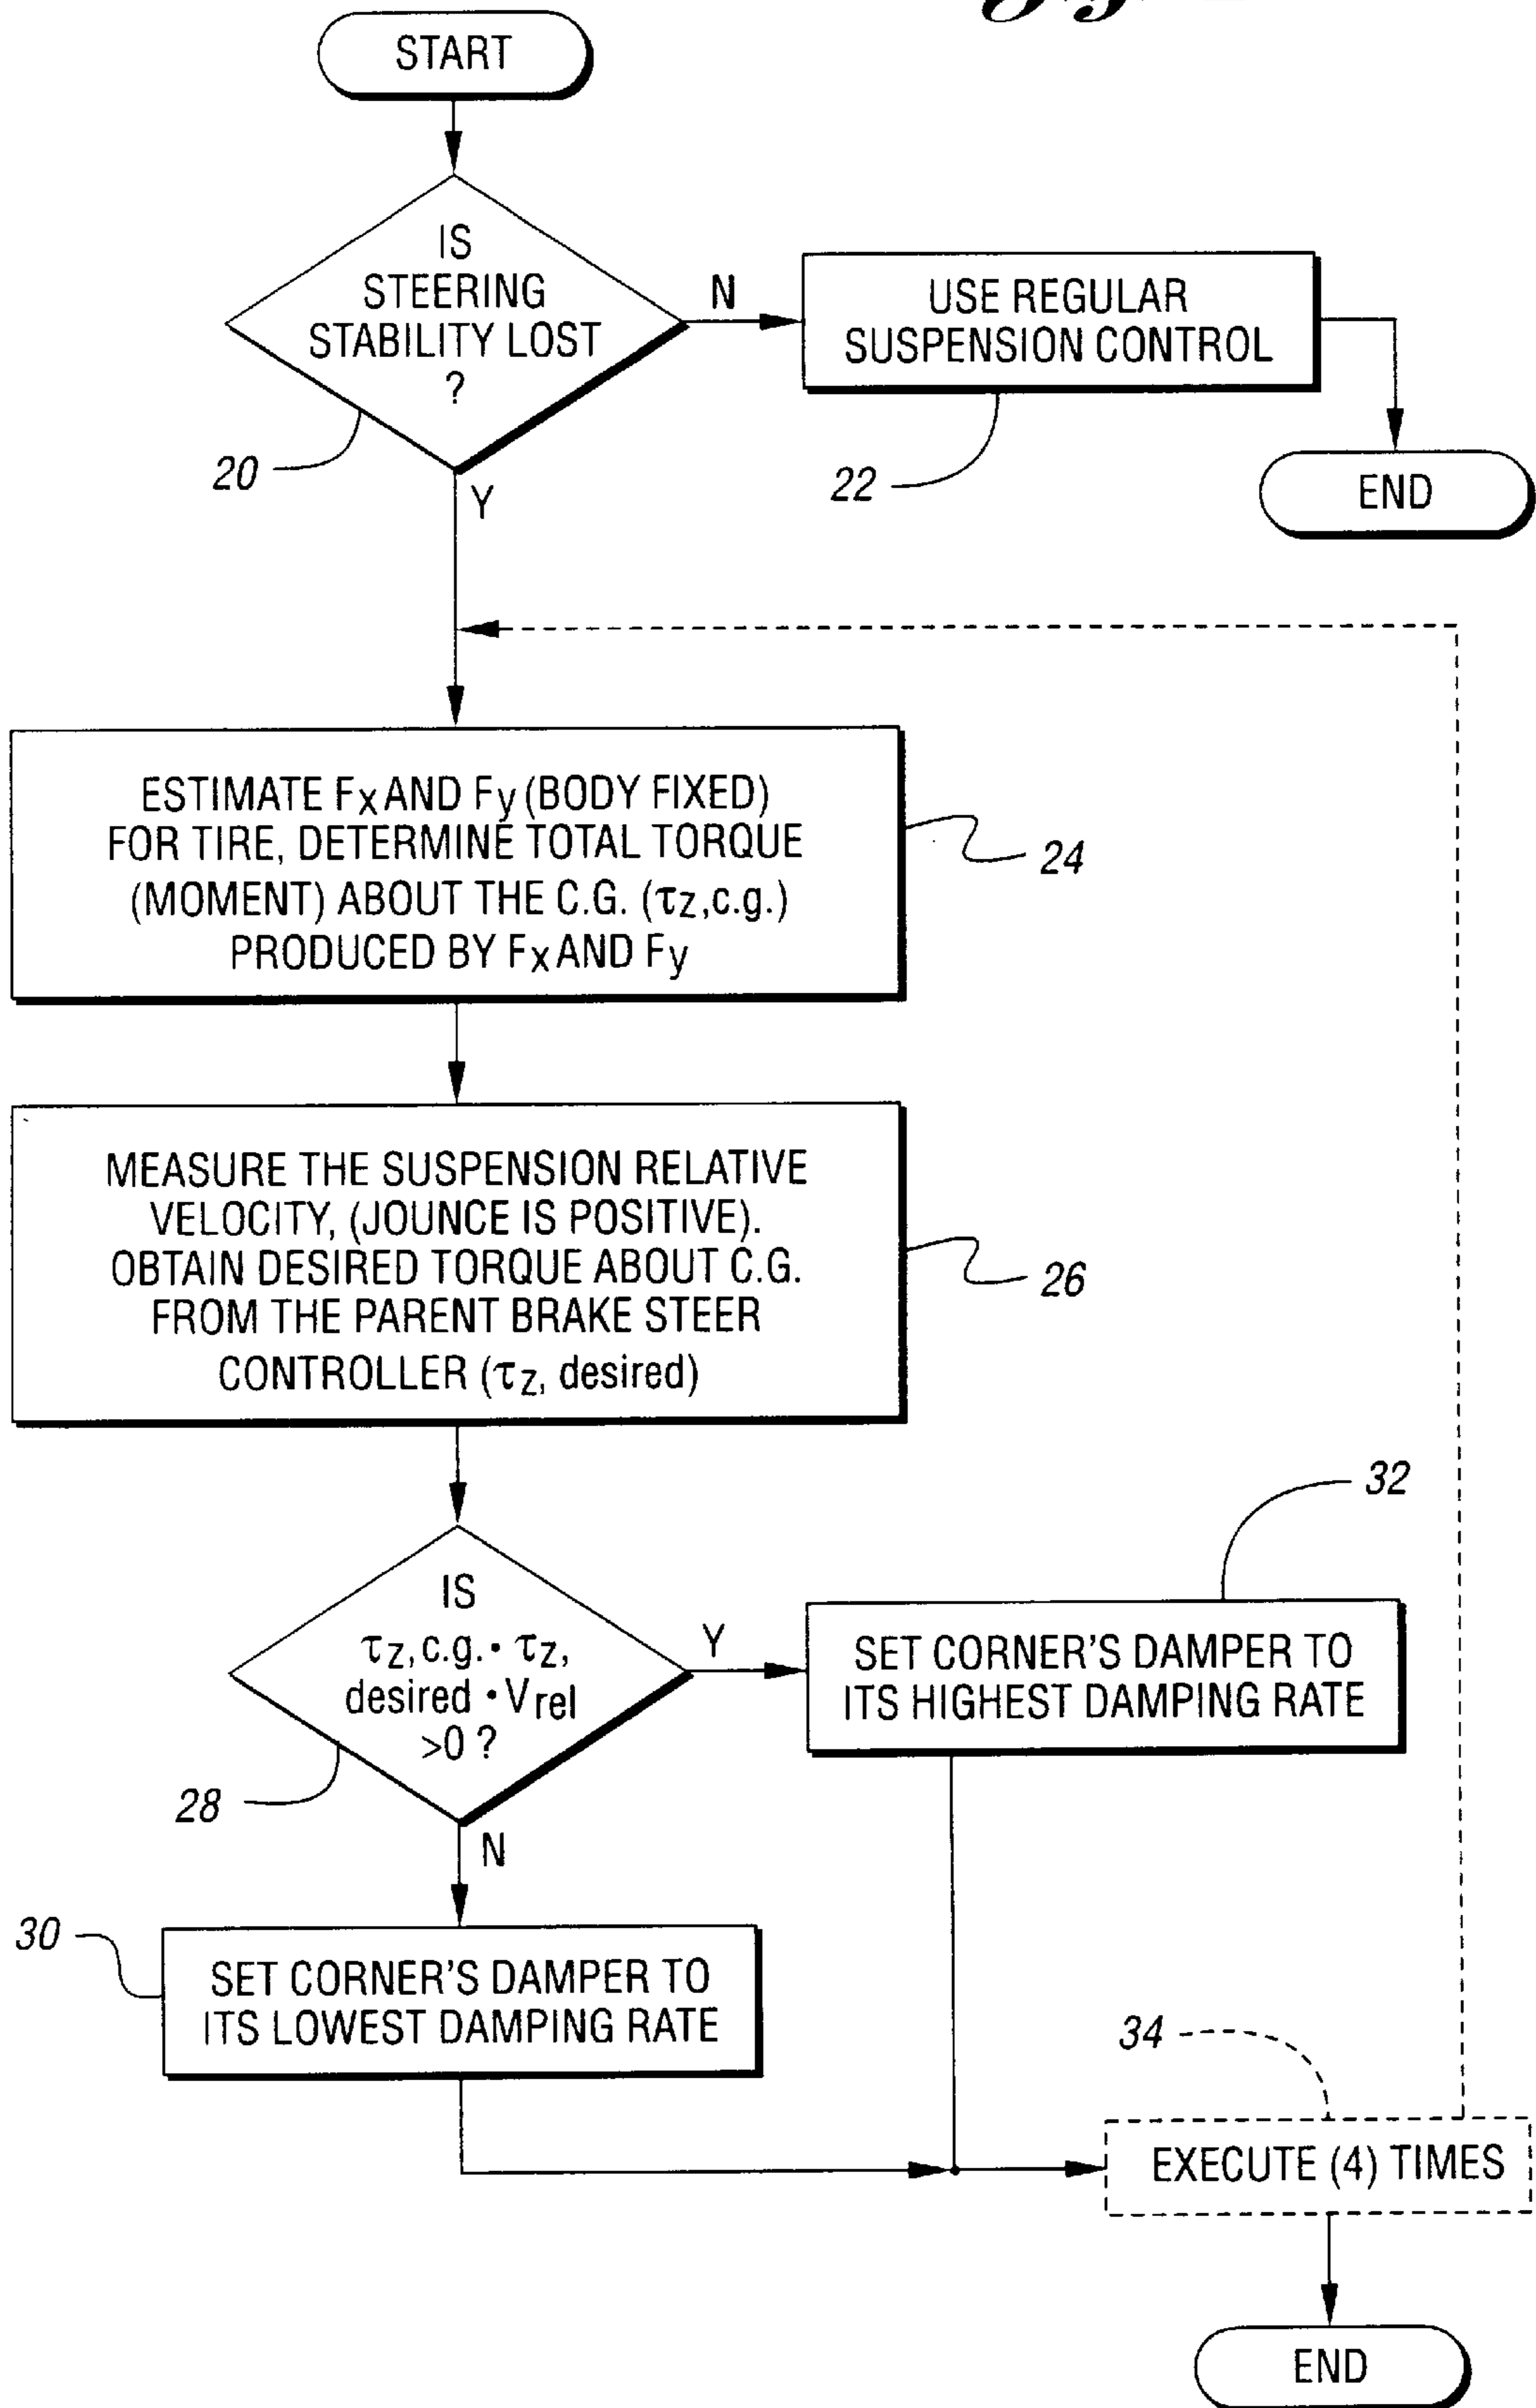 START
IS
STEERING
STABILITY LOST
?
N
USE REGULAR
SUSPENSION CONTROL
20
22
END
Y
ESTIMATE Fx AND Fy (BODY FIXED)
FOR TIRE, DETERMINE TOTAL TORQUE
(MOMENT) ABOUT THE C.G. (τz,c.g.)
PRODUCED BY Fx AND Fy
24
MEASURE THE SUSPENSION RELATIVE
VELOCITY, (JOUNCE IS POSITIVE).
OBTAIN DESIRED TORQUE ABOUT C.G.
FROM THE PARENT BRAKE STEER
CONTROLLER (τz, desired)
26
32
IS
τz,c.g. • τz,
desired • Vrel
>0 ?
Y
SET CORNER'S DAMPER TO
ITS HIGHEST DAMPING RATE
28
N
30
SET CORNER'S DAMPER TO
ITS LOWEST DAMPING RATE
34
EXECUTE (4) TIMES
END